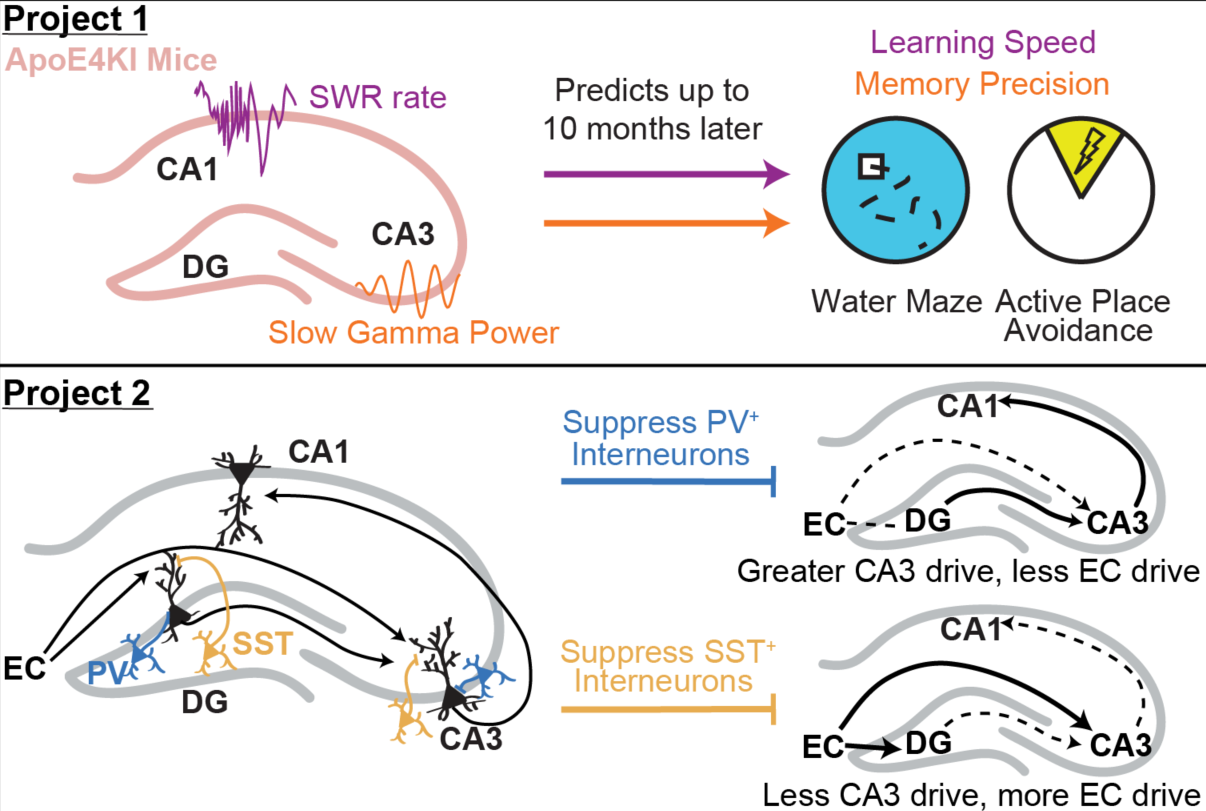 Project 1
ApoE4KI Mice
SWR rate
CA1
CA3
DG
Slow Gamma Power
Predicts up to
10 months later
Learning Speed
Memory Precision
Water Maze
Active Place
Avoidance
Project 2
CA1
EC
PV
SST
DG
CA3
Suppress PV⁺
Interneurons
CA1
EC
DG
CA3
Greater CA3 drive, less EC drive
Suppress SST⁺
Interneurons
CA1
EC
DG
CA3
Less CA3 drive, more EC drive